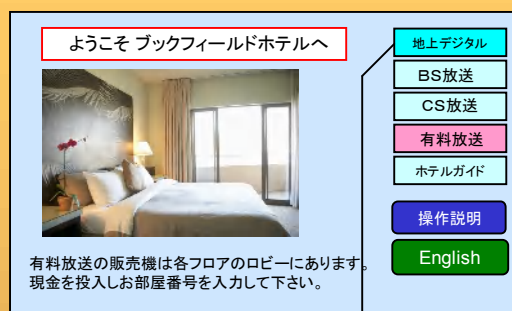 ようこそ ブックフィールドホテルへ
地上デジタル
BS放送
CS放送
有料放送
ホテルガイド
操作説明
English
有料放送の販売機は各フロアのロビーにあります。
現金を投入しお部屋番号を入力して下さい。